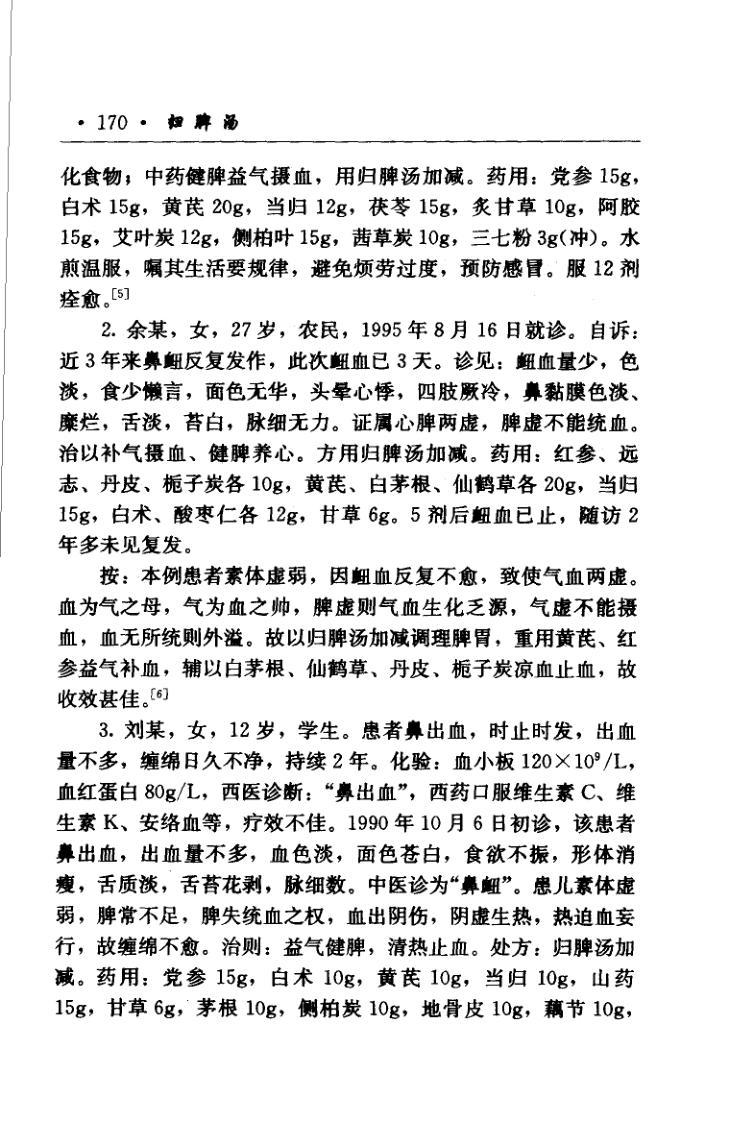 · 170 · 归脾汤
化食物；中药健脾益气摄血，用归脾汤加减。药用：党参 15g，
白术 15g，黄芪 20g，当归 12g，茯苓 15g，炙甘草 10g，阿胶
15g，艾叶炭 12g，侧柏叶 15g，茜草炭 10g，三七粉 3g(冲)。水
煎温服，嘱其生活要规律，避免烦劳过度，预防感冒。服 12 剂
痊愈。[5]
2. 余某，女，27 岁，农民，1995 年 8 月 16 日就诊。自诉：
近 3 年来鼻衄反复发作，此次衄血已 3 天。诊见：衄血量少，色
淡，食少懒言，面色无华，头晕心悸，四肢厥冷，鼻黏膜色淡、
糜烂，舌淡，苔白，脉细无力。证属心脾两虚，脾虚不能统血。
治以补气摄血、健脾养心。方用归脾汤加减。药用：红参、远
志、丹皮、栀子炭各 10g，黄芪、白茅根、仙鹤草各 20g，当归
15g，白术、酸枣仁各 12g，甘草 6g。5 剂后衄血已止，随访 2
年多未见复发。
按：本例患者素体虚弱，因衄血反复不愈，致使气血两虚。
血为气之母，气为血之帅，脾虚则气血生化乏源，气虚不能摄
血，血无所统则外溢。故以归脾汤加减调理脾胃，重用黄芪、红
参益气补血，辅以白茅根、仙鹤草、丹皮、栀子炭凉血止血，故
收效甚佳。[6]
3. 刘某，女，12 岁，学生。患者鼻出血，时止时发，出血
量不多，缠绵日久不净，持续 2 年。化验：血小板 120×10⁹/L，
血红蛋白 80g/L，西医诊断：“鼻出血”，西药口服维生素 C、维
生素 K、安络血等，疗效不佳。1990 年 10 月 6 日初诊，该患者
鼻出血，出血量不多，血色淡，面色苍白，食欲不振，形体消
瘦，舌质淡，舌苔花剥，脉细数。中医诊为“鼻衄”。患儿素体虚
弱，脾常不足，脾失统血之权，血出阴伤，阴虚生热，热迫血妄
行，故缠绵不愈。治则：益气健脾，清热止血。处方：归脾汤加
减。药用：党参 15g，白术 10g，黄芪 10g，当归 10g，山药
15g，甘草 6g，茅根 10g，侧柏炭 10g，地骨皮 10g，藕节 10g，